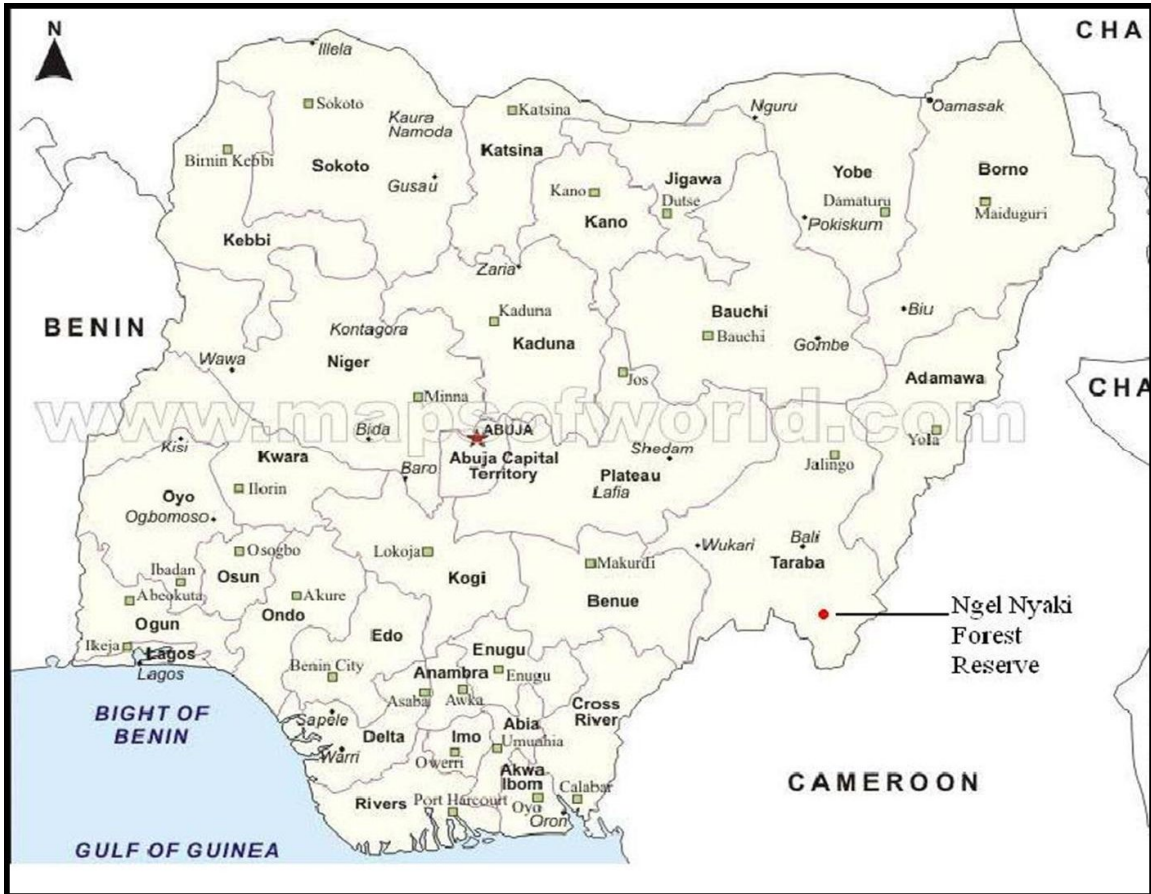 N
CHA
Illela
Sokoto
Kaura
Namoda
Katsina
Nguru
Damasak
Birnin Kebbi
Sokoto
Katsina
Gusau
Kano
Jigawa
Dutse
Kano
Yobe
Damaturu
Pokiskum
Borno
Maiduguri
Kebbi
Zaria
BENIN
Kontagora
Kaduna
Kaduna
Bauchi
Bauchi
Gombe
Biu
Wawa
Niger
Minna
Jos
Adamawa
CHA
www.mapsofworld.com
Kisi
Bida
ABUJA
Abuja Capital
Territory
Baro
Kwara
Ilorin
Shedam
Plateau
Lafia
Jalingo
Yola
Oyo
Ogbomoso
Osogbo
Lokoja
Kogi
Makurdi
Wukari
Bali
Taraba
Ibadan
Osun
Abeokuta
Ondo
Akure
Benue
Ngel Nyaki
Forest
Reserve
Ogun
Edo
Ikeja
Lagos
Lagos
Enugu
Enugu
Benin City
Anambra
Asaba
Awka
BIGHT OF
BENIN
Sapele
Delta
Warri
Imo
Owerri
Abia
Umuahia
Cross
River
Akwa
Ibom
Oyo
Calabar
Oron
Rivers
Port Harcourt
CAMEROON
GULF OF GUINEA